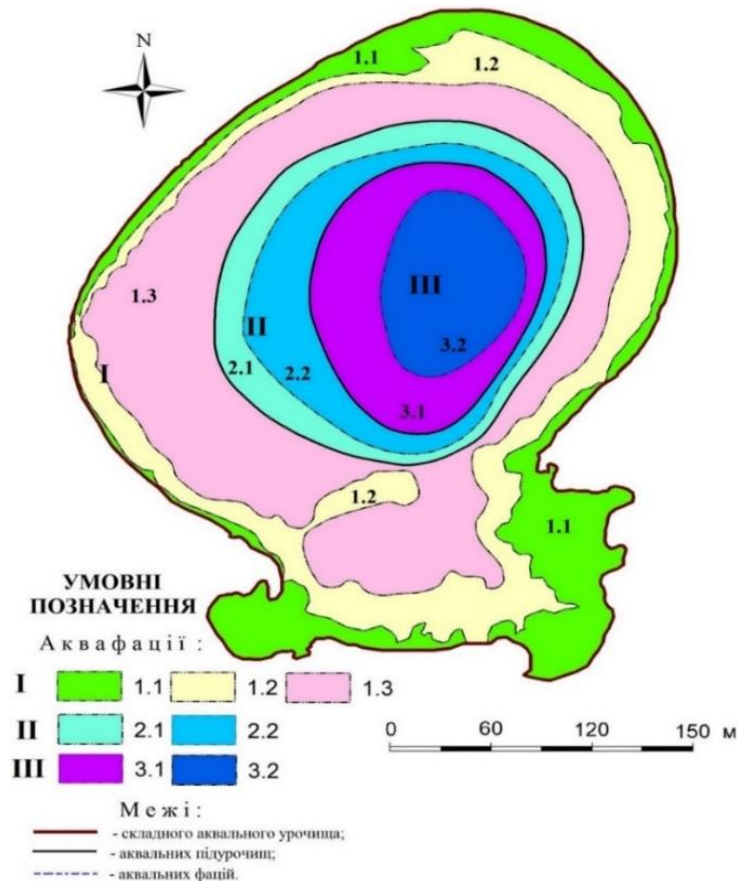 N
1.1
1.2
1.3
III
II
3.2
I
2.1
2.2
3.1
1.2
1.1
УМОВНІ
ПОЗНАЧЕННЯ
Аквафації:
I 1.1 1.2 1.3
II 2.1 2.2
III 3.1 3.2
0 60 120 150 м
Межі:
- складного аквального урочища;
- аквальних підурочищ;
- аквальних фацій.